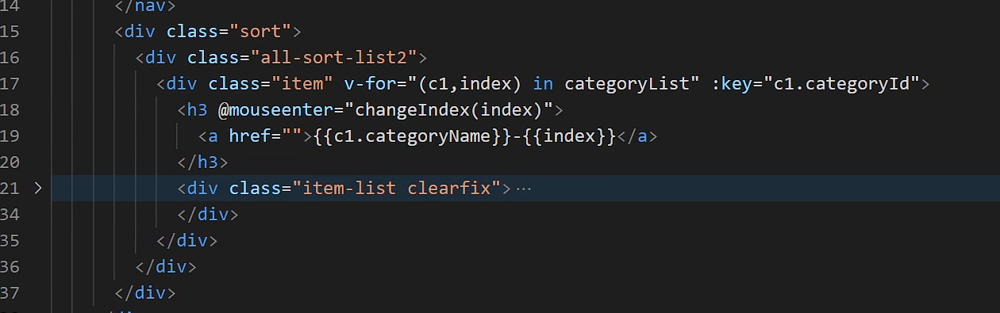 14 </nav>
15 <div class="sort">
16 <div class="all-sort-list2">
17 <div class="item" v-for="(c1,index) in categoryList" :key="c1.categoryId">
18 <h3 @mouseenter="changeIndex(index)">
19 <a href="">{{c1.categoryName}}-{{index}}</a>
20 </h3>
21 <div class="item-list clearfix">···
34 </div>
35 </div>
36 </div>
37 </div>